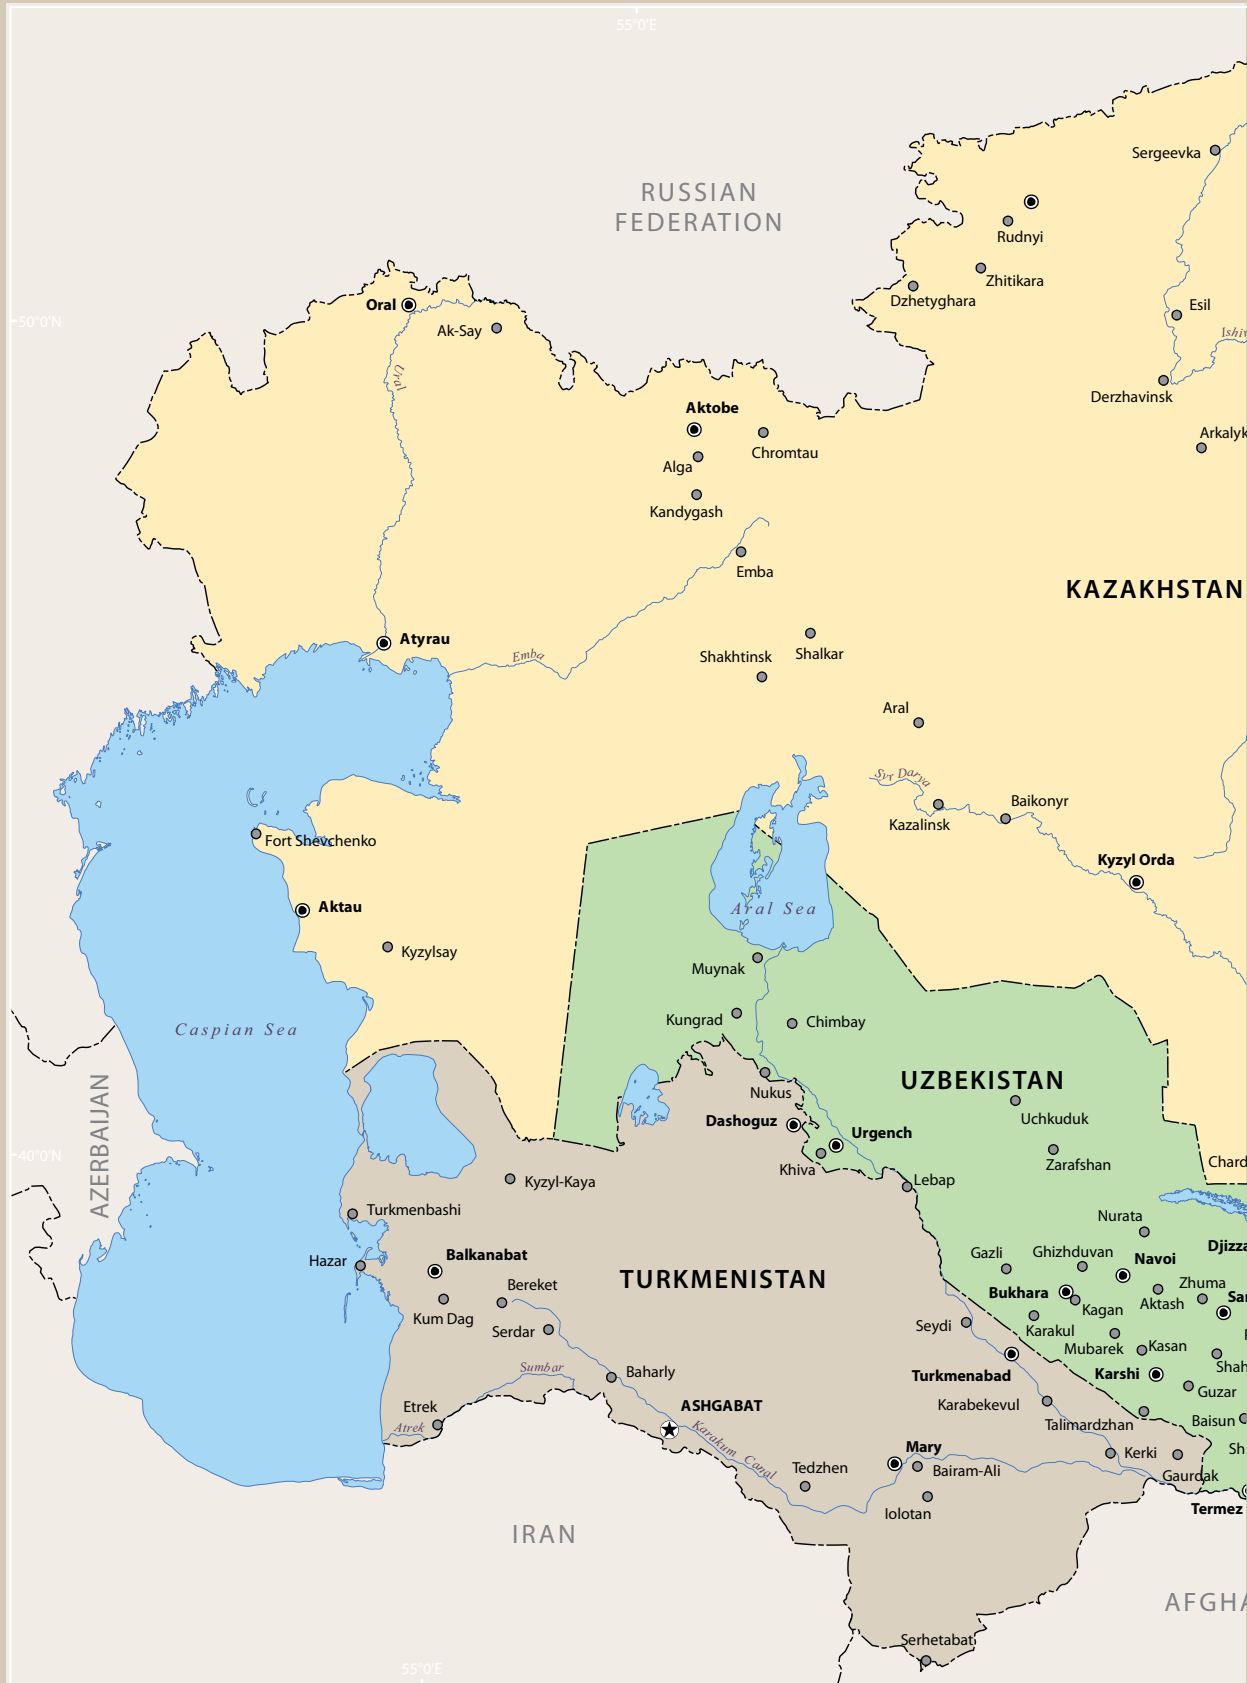 55°0'E
Sergeevka
RUSSIAN
FEDERATION
Rudnyi
Zhitikara
Dzhetyghara
Oral
Esil
50°0'N
Ak-Say
Ural
Derzhavinsk
Aktobe
Arkalyk
Chromtau
Alga
Kandygash
Emba
KAZAKHSTAN
Atyrau
Emba
Shakhtinsk
Shalkar
Aral
Syr Darya
Baikonyr
Kazalinsk
Fort Shevchenko
Kyzyl Orda
Aktau
Aral Sea
Kyzylsay
Muynak
Kungrad
Chimbay
Caspian Sea
UZBEKISTAN
Nukus
AZERBAIJAN
Dashoguz
Uchkuduk
Urgench
40°0'N
Khiva
Zarafshan
Chard
Kyzyl-Kaya
Lebap
Turkmenbashi
Nurata
Hazar
Balkanabat
Gazli
Ghizhduvan
Navoi
Djizza
TURKMENISTAN
Bereket
Bukhara
Zhuma
Kum Dag
Kagan
Aktash
Sar
Serdar
Seydi
Karakul
Mubarek
Kasan
Sumbar
Baharly
Turkmenabad
Karshi
Shah
Guzar
Etrek
ASHGABAT
Karabekevul
Atrek
Karakum Canal
Talimardzhan
Baisun
Mary
Kerki
Sh
Tedzhen
Bairam-Ali
Gaurdak
Iolotan
Termez
IRAN
AFGHA
Serhetabat
55°0'E